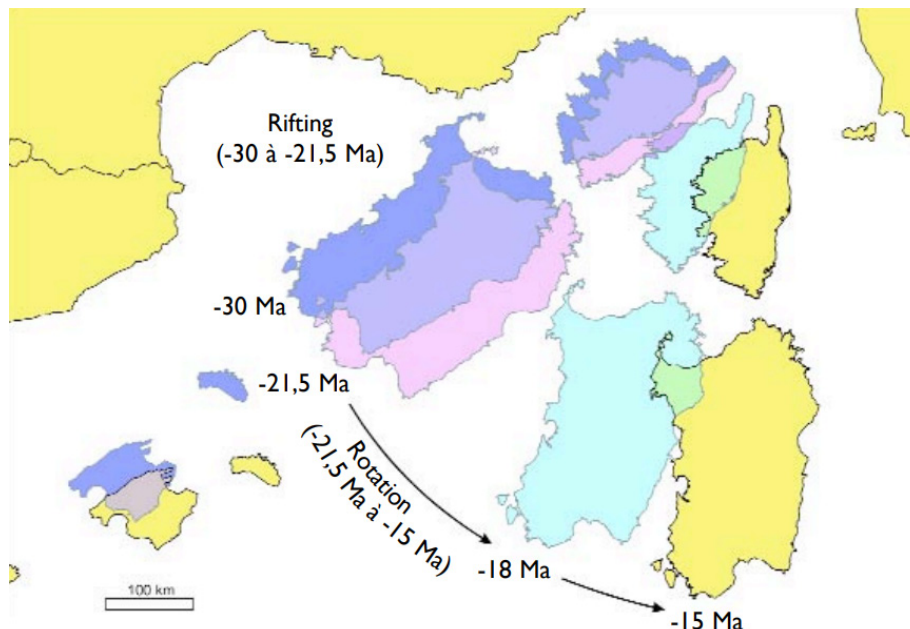 Rifting
(-30 à -21,5 Ma)
-30 Ma
-21,5 Ma
Rotation
(-21,5 Ma à -15 Ma)
-18 Ma
-15 Ma
100 km